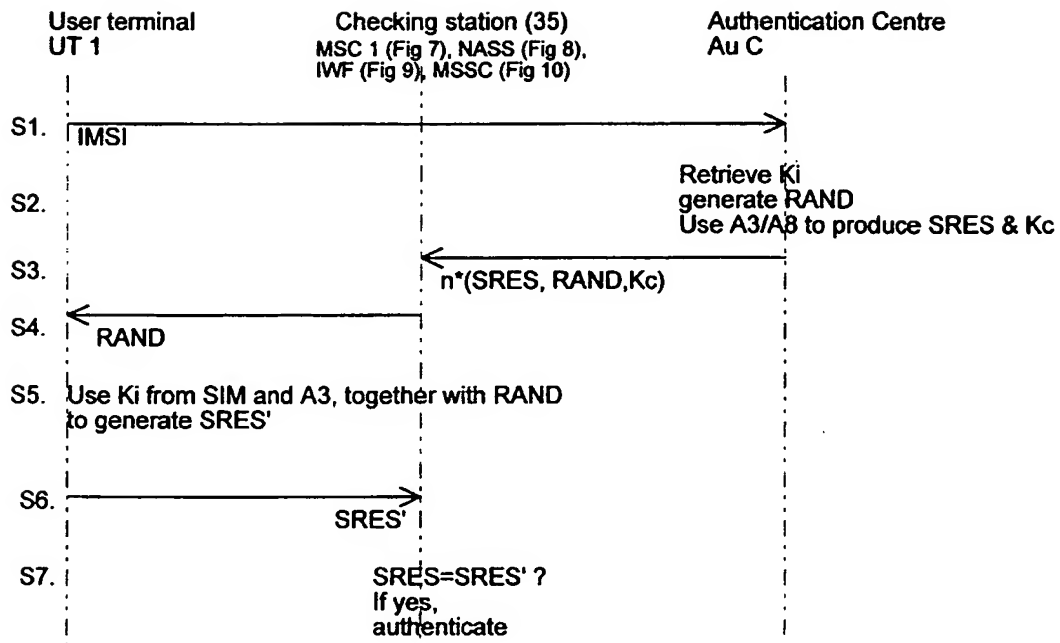 User terminal
UT 1
Checking station (35)
MSC 1 (Fig 7), NASS (Fig 8),
IWF (Fig 9), MSSC (Fig 10)
Authentication Centre
Au C
S1.
IMSI
S2.
Retrieve Ki
generate RAND
Use A3/A8 to produce SRES & Kc
S3.
n*(SRES, RAND,Kc)
S4.
RAND
S5. Use Ki from SIM and A3, together with RAND
to generate SRES'
S6.
SRES'
S7.
SRES=SRES' ?
If yes,
authenticate